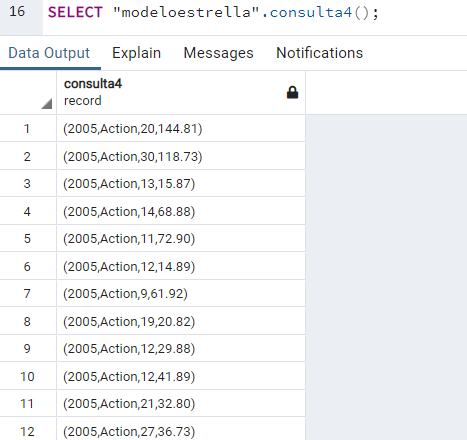 16 SELECT "modeloestrella".consulta4();
Data Output Explain Messages Notifications
consulta4
record
1 (2005,Action,20,144.81)
2 (2005,Action,30,118.73)
3 (2005,Action,13,15.87)
4 (2005,Action,14,68.88)
5 (2005,Action,11,72.90)
6 (2005,Action,12,14.89)
7 (2005,Action,9,61.92)
8 (2005,Action,19,20.82)
9 (2005,Action,12,29.88)
10 (2005,Action,12,41.89)
11 (2005,Action,21,32.80)
12 (2005,Action,27,36.73)